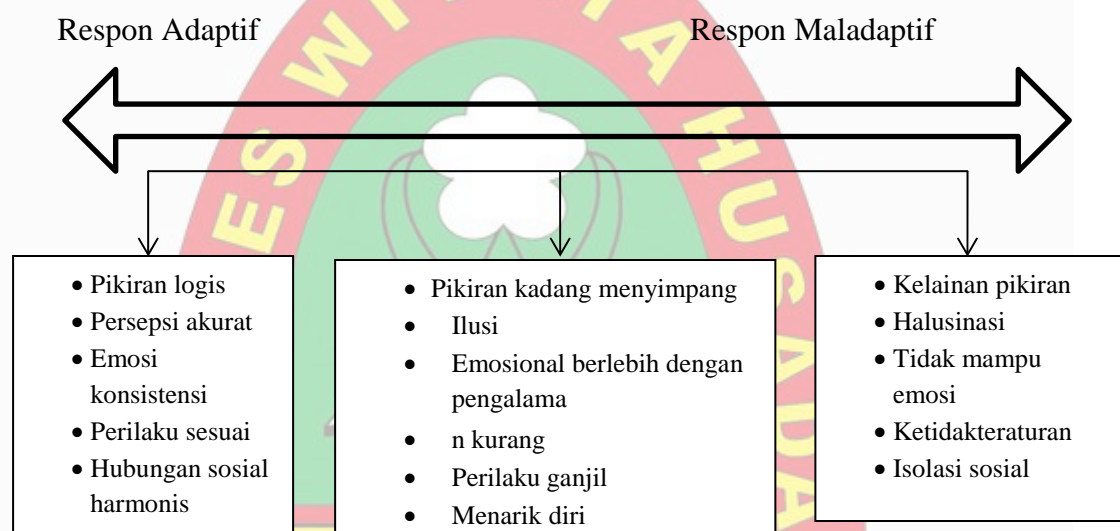 Respon Adaptif
Respon Maladaptif
• Pikiran logis
• Persepsi akurat
• Emosi
konsistensi
• Perilaku sesuai
• Hubungan sosial
harmonis
• Pikiran kadang menyimpang
• Ilusi
• Emosional berlebih dengan
pengalama
• n kurang
• Perilaku ganjil
• Menarik diri
• Kelainan pikiran
• Halusinasi
• Tidak mampu
emosi
• Ketidakteraturan
• Isolasi sosial